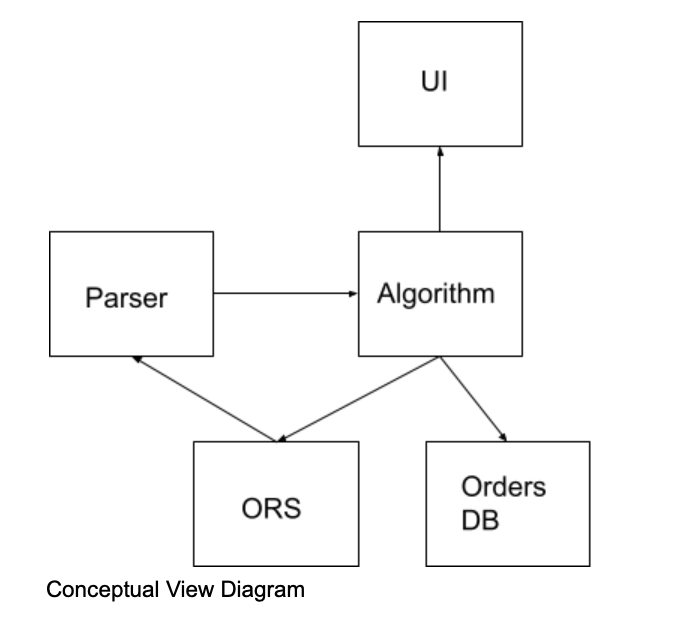 UI
Parser
Algorithm
ORS
Orders
DB
Conceptual View Diagram